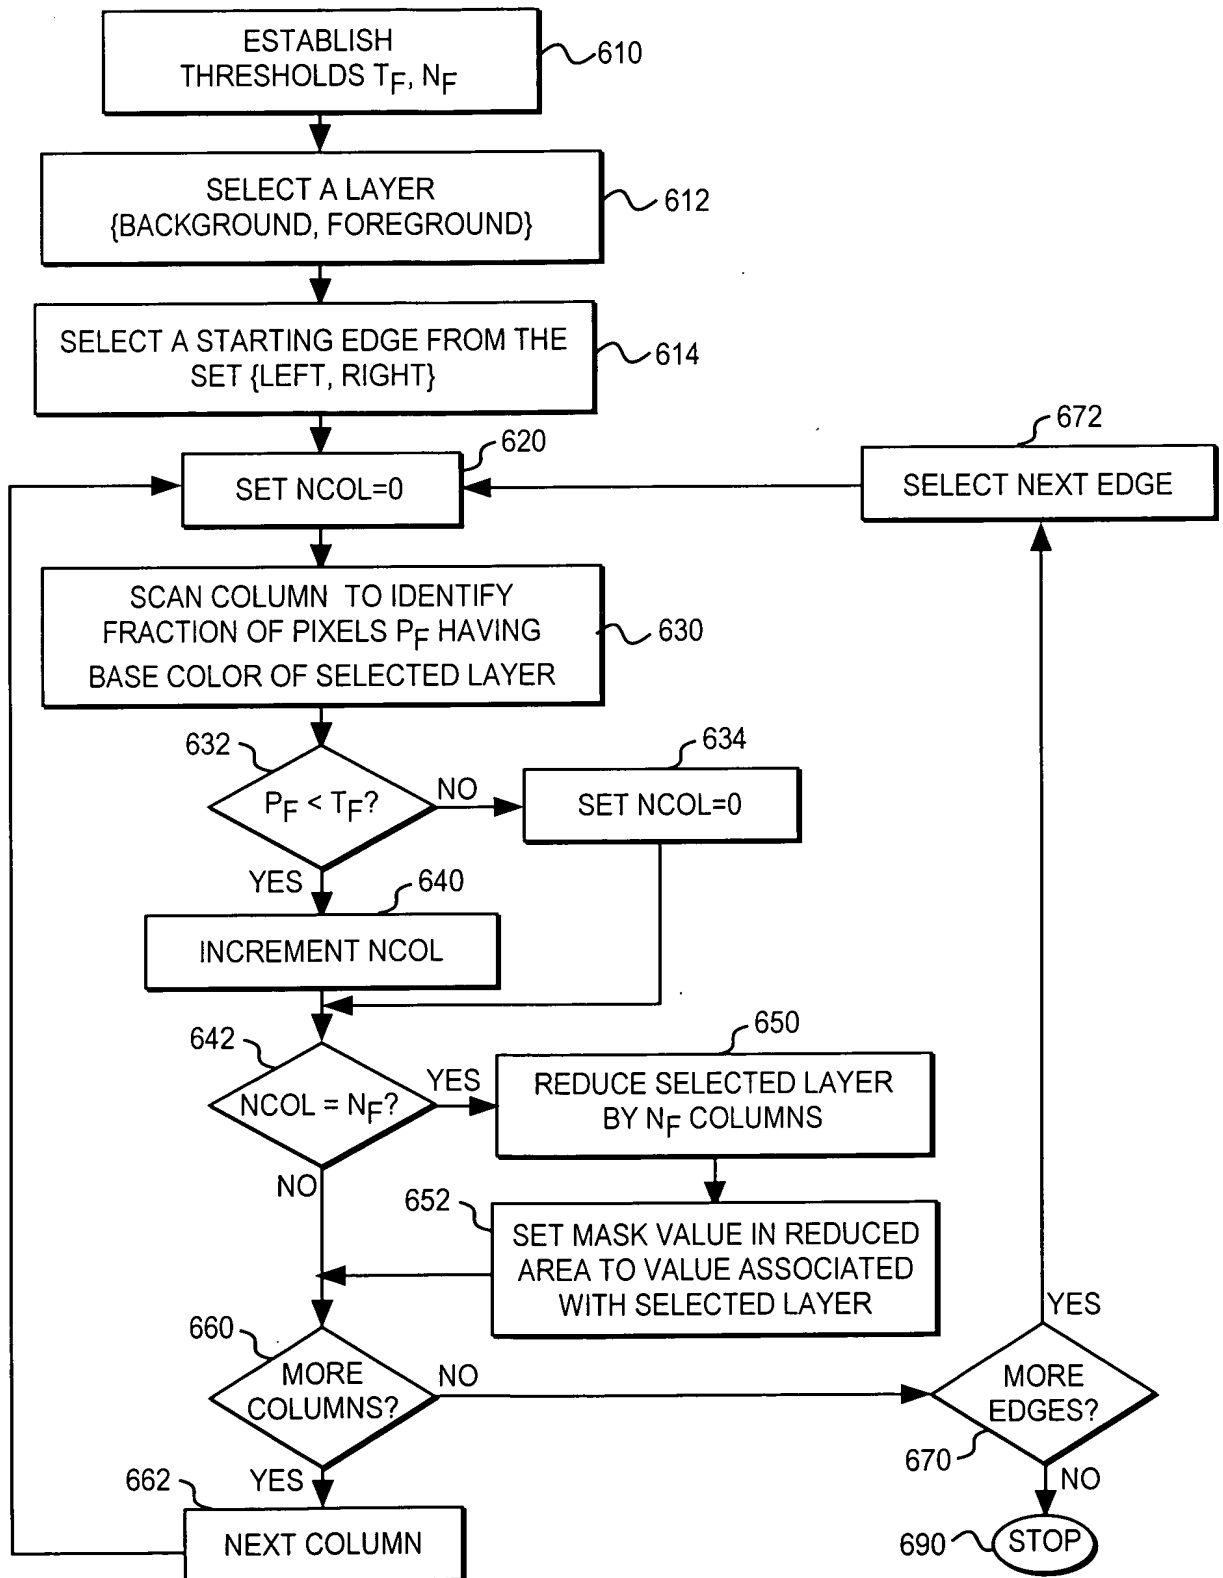 ESTABLISH
THRESHOLDS TF, NF
610
SELECT A LAYER
{BACKGROUND, FOREGROUND}
612
SELECT A STARTING EDGE FROM THE
SET {LEFT, RIGHT}
614
620
SET NCOL=0
672
SELECT NEXT EDGE
SCAN COLUMN TO IDENTIFY
FRACTION OF PIXELS PF HAVING
BASE COLOR OF SELECTED LAYER
630
632
PF < TF?
NO
634
SET NCOL=0
YES
640
INCREMENT NCOL
642
NCOL = NF?
YES
650
REDUCE SELECTED LAYER
BY NF COLUMNS
NO
652
SET MASK VALUE IN REDUCED
AREA TO VALUE ASSOCIATED
WITH SELECTED LAYER
660
MORE
COLUMNS?
NO
YES
MORE
EDGES?
670
YES
662
NEXT COLUMN
NO
690
STOP